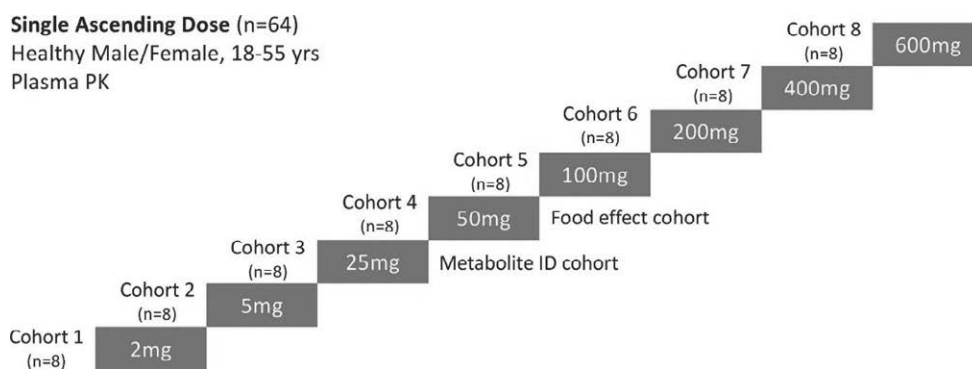 Single Ascending Dose (n=64)
Healthy Male/Female, 18-55 yrs
Plasma PK
Cohort 8
(n=8)
600mg
Cohort 7
(n=8)
400mg
Cohort 6
(n=8)
200mg
Cohort 5
(n=8)
100mg
Cohort 4
(n=8)
50mg
Food effect cohort
Cohort 3
(n=8)
25mg
Metabolite ID cohort
Cohort 2
(n=8)
5mg
Cohort 1
(n=8)
2mg